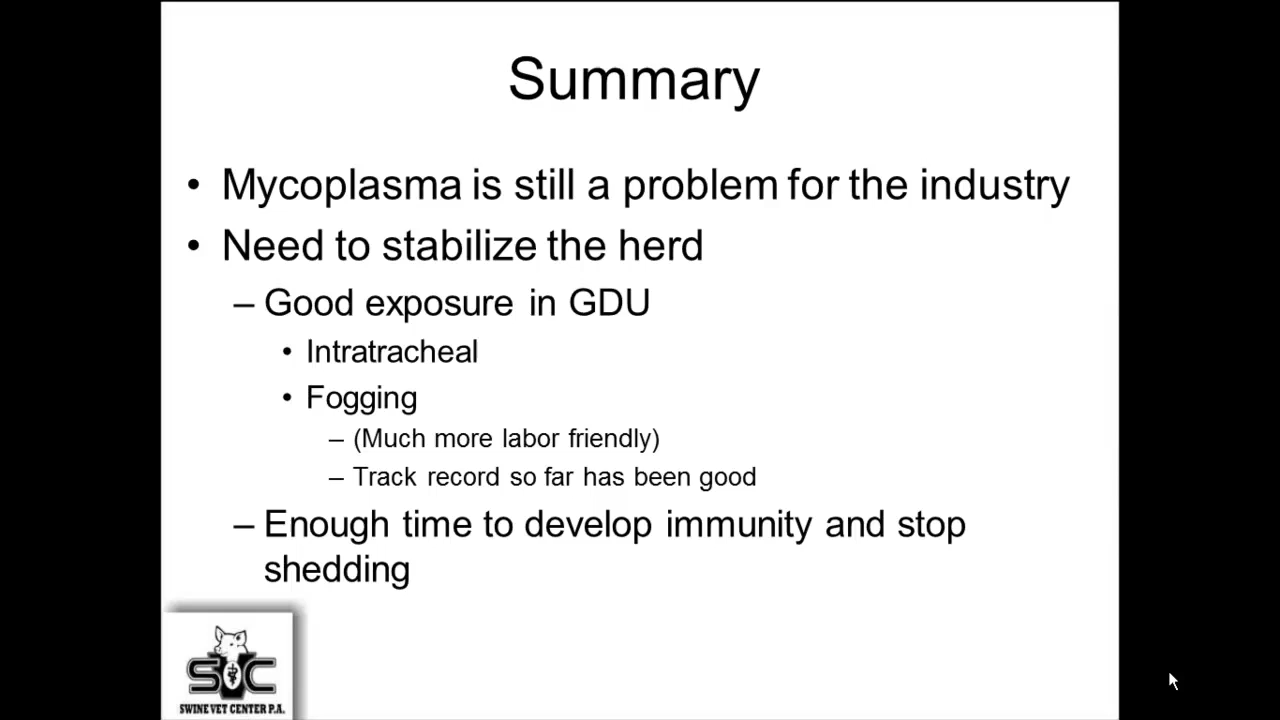 Summary
• Mycoplasma is still a problem for the industry
• Need to stabilize the herd
– Good exposure in GDU
• Intratracheal
• Fogging
– (Much more labor friendly)
– Track record so far has been good
– Enough time to develop immunity and stop
shedding
SVC
SWINE VET CENTER P.A.